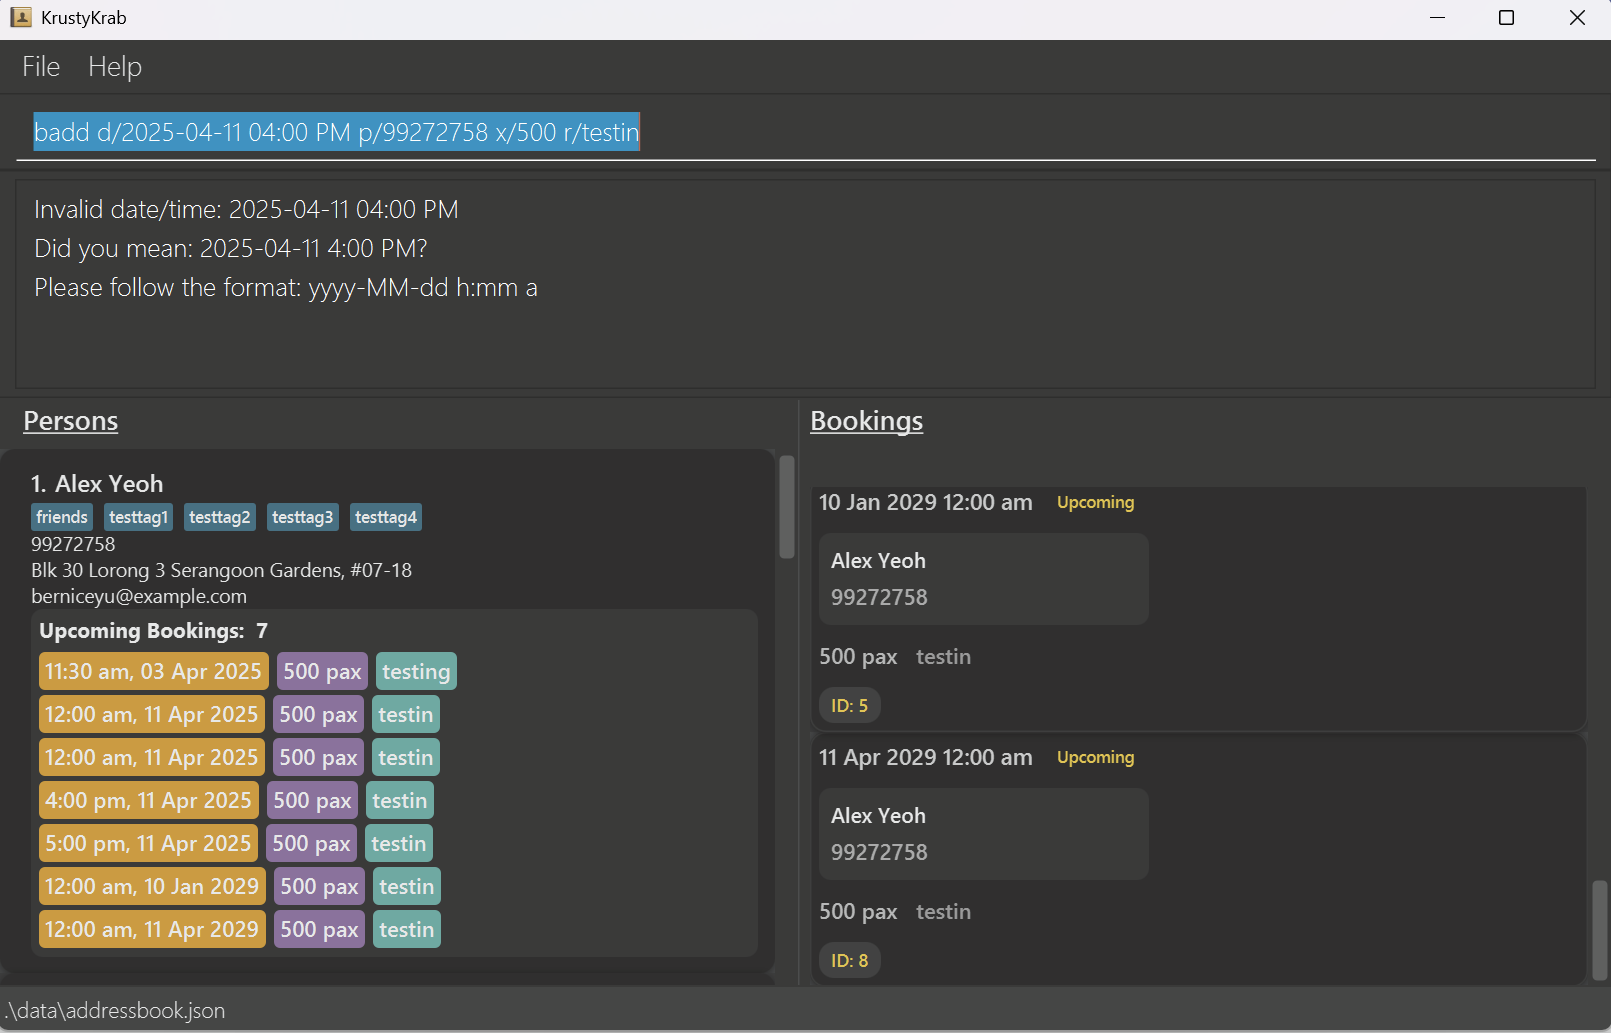 KrustyKrab
File Help
badd d/2025-04-11 04:00 PM p/99272758 x/500 r/testin
Invalid date/time: 2025-04-11 04:00 PM
Did you mean: 2025-04-11 4:00 PM?
Please follow the format: yyyy-MM-dd h:mm a
Persons
1. Alex Yeoh
friends testtag1 testtag2 testtag3 testtag4
99272758
Blk 30 Lorong 3 Serangoon Gardens, #07-18
berniceyu@example.com
Upcoming Bookings: 7
11:30 am, 03 Apr 2025 500 pax testing
12:00 am, 11 Apr 2025 500 pax testin
12:00 am, 11 Apr 2025 500 pax testin
4:00 pm, 11 Apr 2025 500 pax testin
5:00 pm, 11 Apr 2025 500 pax testin
12:00 am, 10 Jan 2029 500 pax testin
12:00 am, 11 Apr 2029 500 pax testin
Bookings
10 Jan 2029 12:00 am Upcoming
Alex Yeoh
99272758
500 pax testin
ID: 5
11 Apr 2029 12:00 am Upcoming
Alex Yeoh
99272758
500 pax testin
ID: 8
.\data\addressbook.json